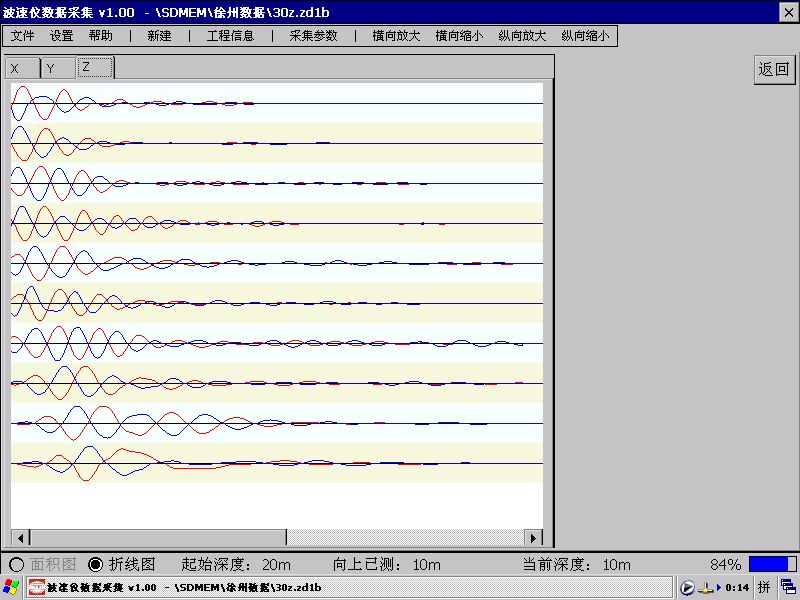 波速仪数据采集 v1.00 - \SDMEM\徐州数据\30z.zd1b
文件 设置 帮助 | 新建 | 工程信息 | 采集参数 | 横向放大 横向缩小 纵向放大 纵向缩小
X Y Z
返回
面积图 折线图 起始深度：20m 向上已测：10m 当前深度：10m 84%
波速仪数据采集 v1.00 - \SDMEM\徐州数据\30z.zd1b 0:14 拼